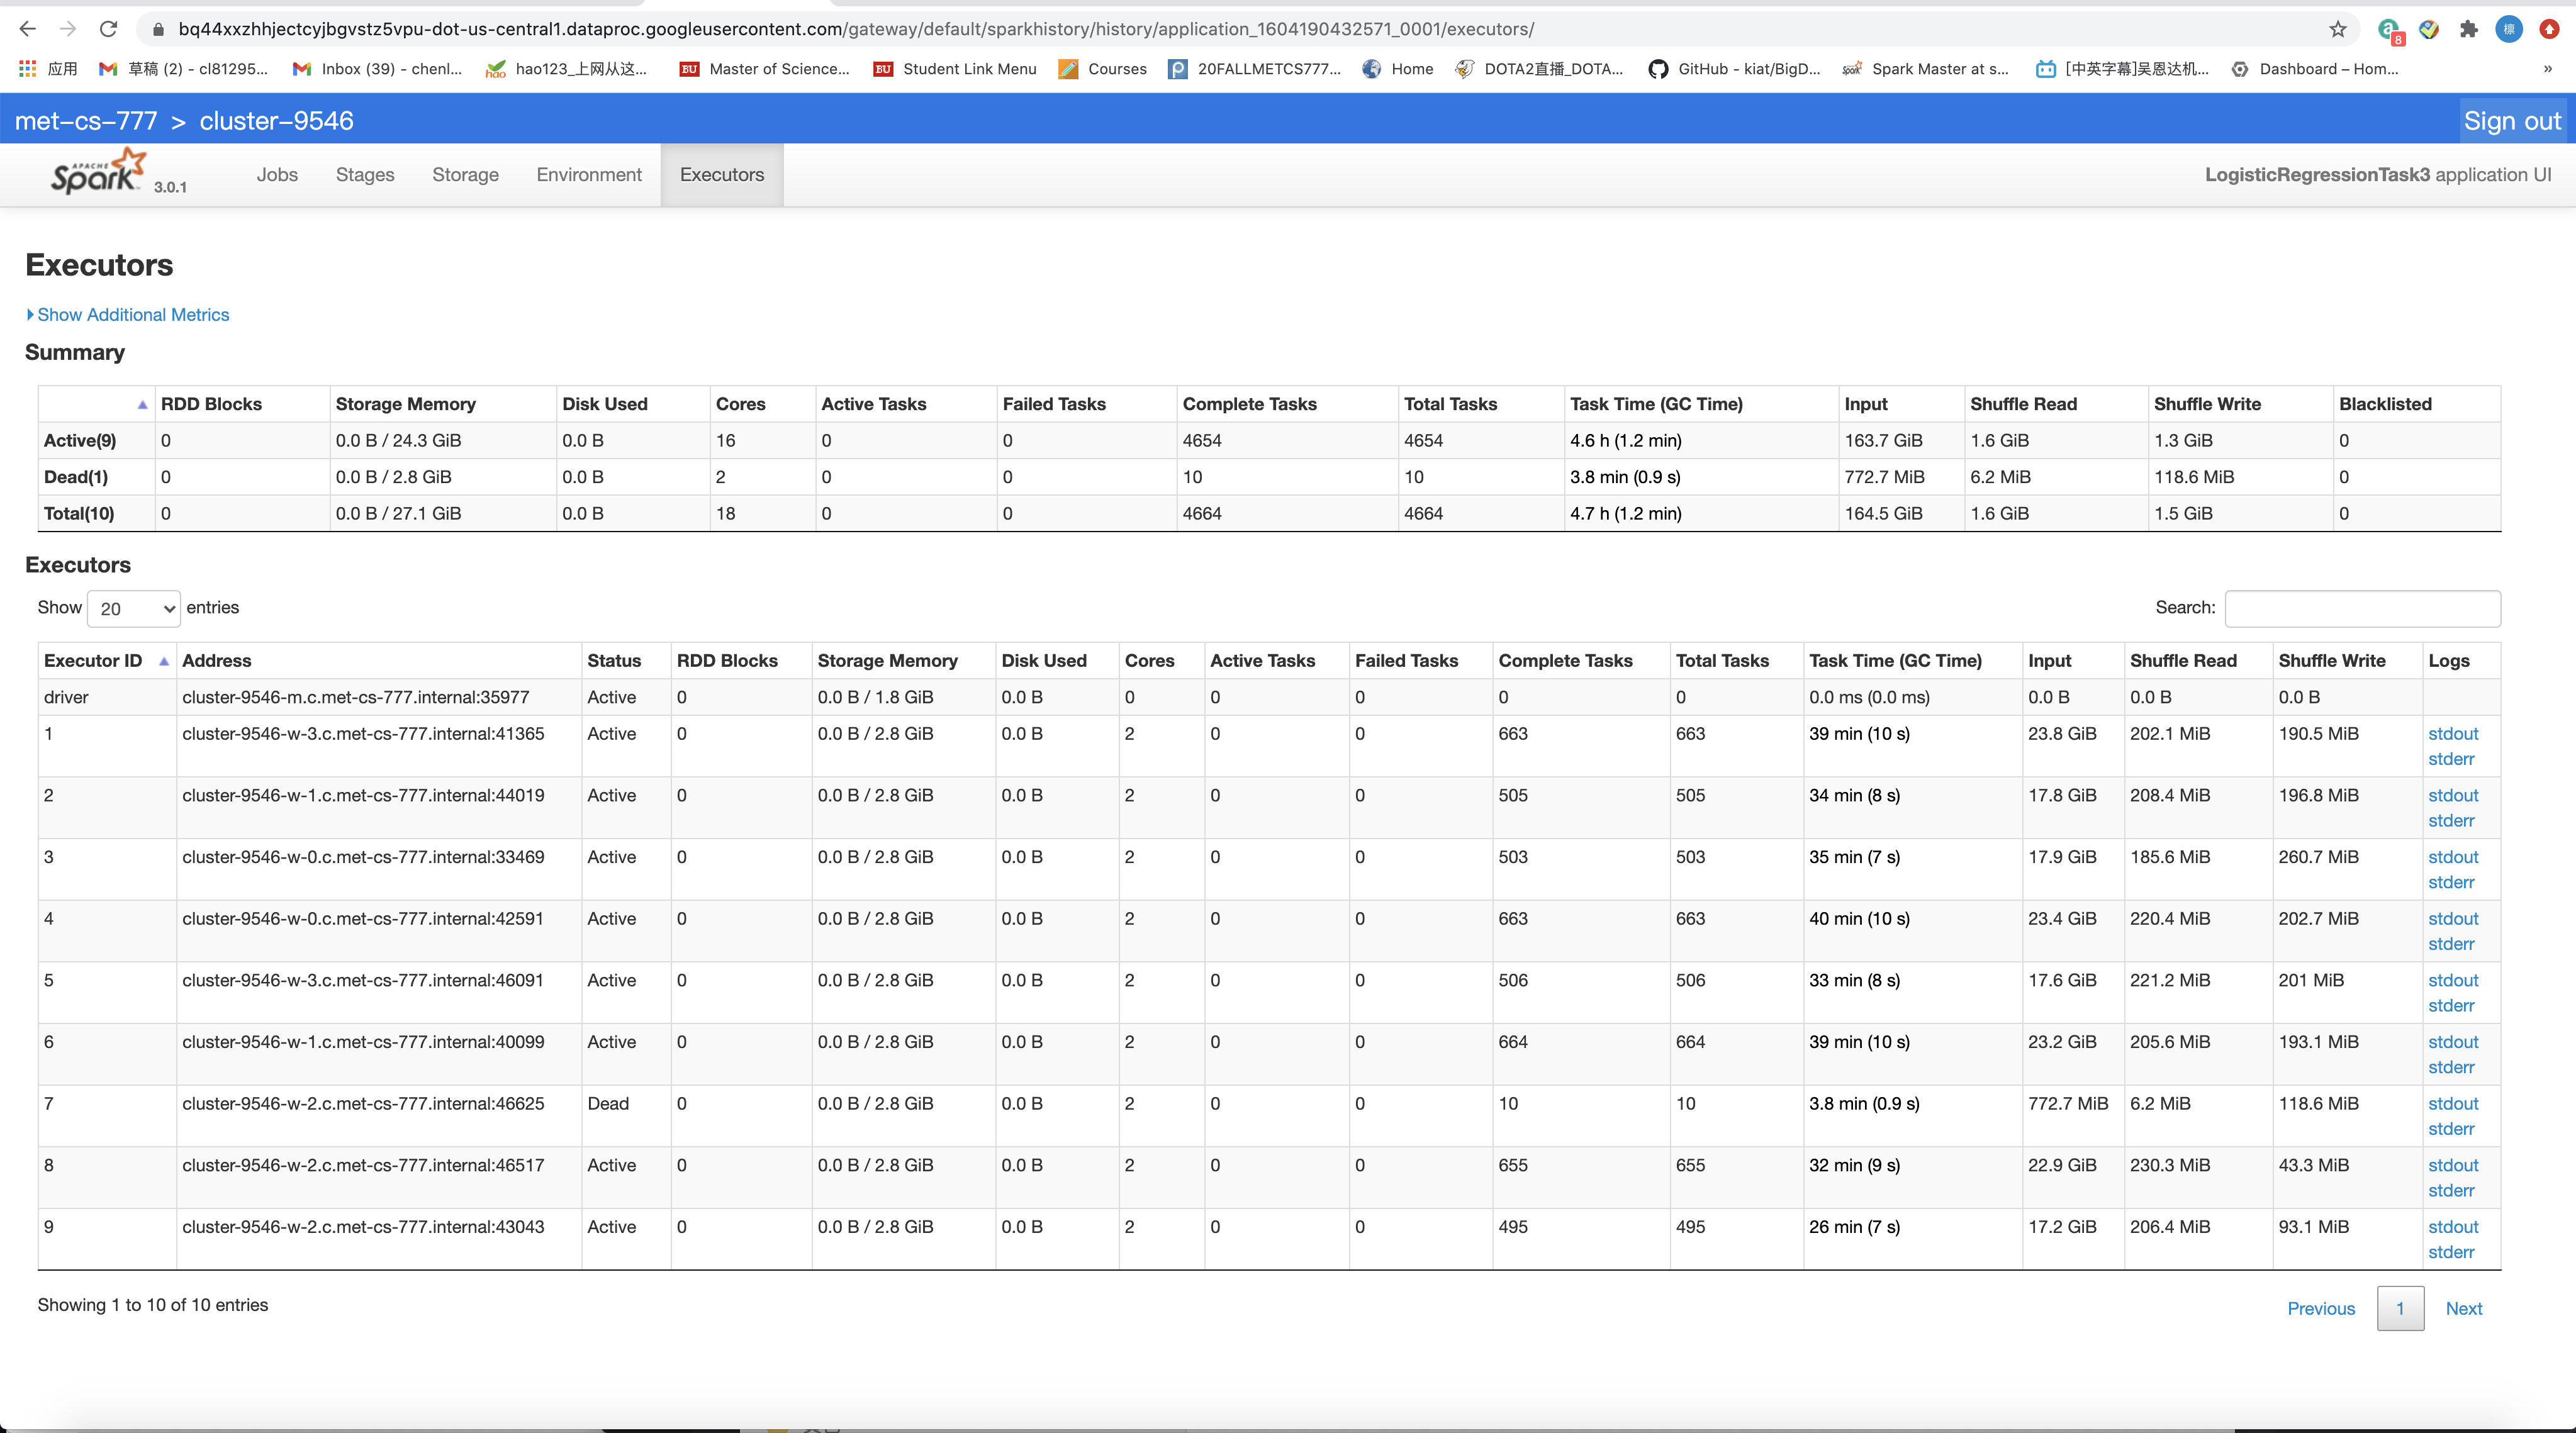 bq44xxzhhjectcyjbgvstz5vpu-dot-us-central1.dataproc.googleusercontent.com/gateway/default/sparkhistory/history/application_1604190432571_0001/executors/
8 標
应用 草稿 (2) - cl81295... Inbox (39) - chenl... hao hao123_上网从这... BU Master of Science... BU Student Link Menu Courses P 20FALLMETCS777... Home DOTA2直播_DOTA... GitHub - kiat/BigD... Spark Master at s... [中英字幕]吴恩达机... Dashboard – Hom... »
met-cs-777 > cluster-9546 Sign out
APACHE Spark 3.0.1 Jobs Stages Storage Environment Executors LogisticRegressionTask3 application UI
Executors
Show Additional Metrics
Summary
RDD Blocks Storage Memory Disk Used Cores Active Tasks Failed Tasks Complete Tasks Total Tasks Task Time (GC Time) Input Shuffle Read Shuffle Write Blacklisted
Active(9) 0 0.0 B / 24.3 GiB 0.0 B 16 0 0 4654 4654 4.6 h (1.2 min) 163.7 GiB 1.6 GiB 1.3 GiB 0
Dead(1) 0 0.0 B / 2.8 GiB 0.0 B 2 0 0 10 10 3.8 min (0.9 s) 772.7 MiB 6.2 MiB 118.6 MiB 0
Total(10) 0 0.0 B / 27.1 GiB 0.0 B 18 0 0 4664 4664 4.7 h (1.2 min) 164.5 GiB 1.6 GiB 1.5 GiB 0
Executors
Show 20 entries Search:
Executor ID Address Status RDD Blocks Storage Memory Disk Used Cores Active Tasks Failed Tasks Complete Tasks Total Tasks Task Time (GC Time) Input Shuffle Read Shuffle Write Logs
driver cluster-9546-m.c.met-cs-777.internal:35977 Active 0 0.0 B / 1.8 GiB 0.0 B 0 0 0 0 0 0.0 ms (0.0 ms) 0.0 B 0.0 B 0.0 B
1 cluster-9546-w-3.c.met-cs-777.internal:41365 Active 0 0.0 B / 2.8 GiB 0.0 B 2 0 0 663 663 39 min (10 s) 23.8 GiB 202.1 MiB 190.5 MiB stdout
stderr
2 cluster-9546-w-1.c.met-cs-777.internal:44019 Active 0 0.0 B / 2.8 GiB 0.0 B 2 0 0 505 505 34 min (8 s) 17.8 GiB 208.4 MiB 196.8 MiB stdout
stderr
3 cluster-9546-w-0.c.met-cs-777.internal:33469 Active 0 0.0 B / 2.8 GiB 0.0 B 2 0 0 503 503 35 min (7 s) 17.9 GiB 185.6 MiB 260.7 MiB stdout
stderr
4 cluster-9546-w-0.c.met-cs-777.internal:42591 Active 0 0.0 B / 2.8 GiB 0.0 B 2 0 0 663 663 40 min (10 s) 23.4 GiB 220.4 MiB 202.7 MiB stdout
stderr
5 cluster-9546-w-3.c.met-cs-777.internal:46091 Active 0 0.0 B / 2.8 GiB 0.0 B 2 0 0 506 506 33 min (8 s) 17.6 GiB 221.2 MiB 201 MiB stdout
stderr
6 cluster-9546-w-1.c.met-cs-777.internal:40099 Active 0 0.0 B / 2.8 GiB 0.0 B 2 0 0 664 664 39 min (10 s) 23.2 GiB 205.6 MiB 193.1 MiB stdout
stderr
7 cluster-9546-w-2.c.met-cs-777.internal:46625 Dead 0 0.0 B / 2.8 GiB 0.0 B 2 0 0 10 10 3.8 min (0.9 s) 772.7 MiB 6.2 MiB 118.6 MiB stdout
stderr
8 cluster-9546-w-2.c.met-cs-777.internal:46517 Active 0 0.0 B / 2.8 GiB 0.0 B 2 0 0 655 655 32 min (9 s) 22.9 GiB 230.3 MiB 43.3 MiB stdout
stderr
9 cluster-9546-w-2.c.met-cs-777.internal:43043 Active 0 0.0 B / 2.8 GiB 0.0 B 2 0 0 495 495 26 min (7 s) 17.2 GiB 206.4 MiB 93.1 MiB stdout
stderr
Showing 1 to 10 of 10 entries Previous 1 Next